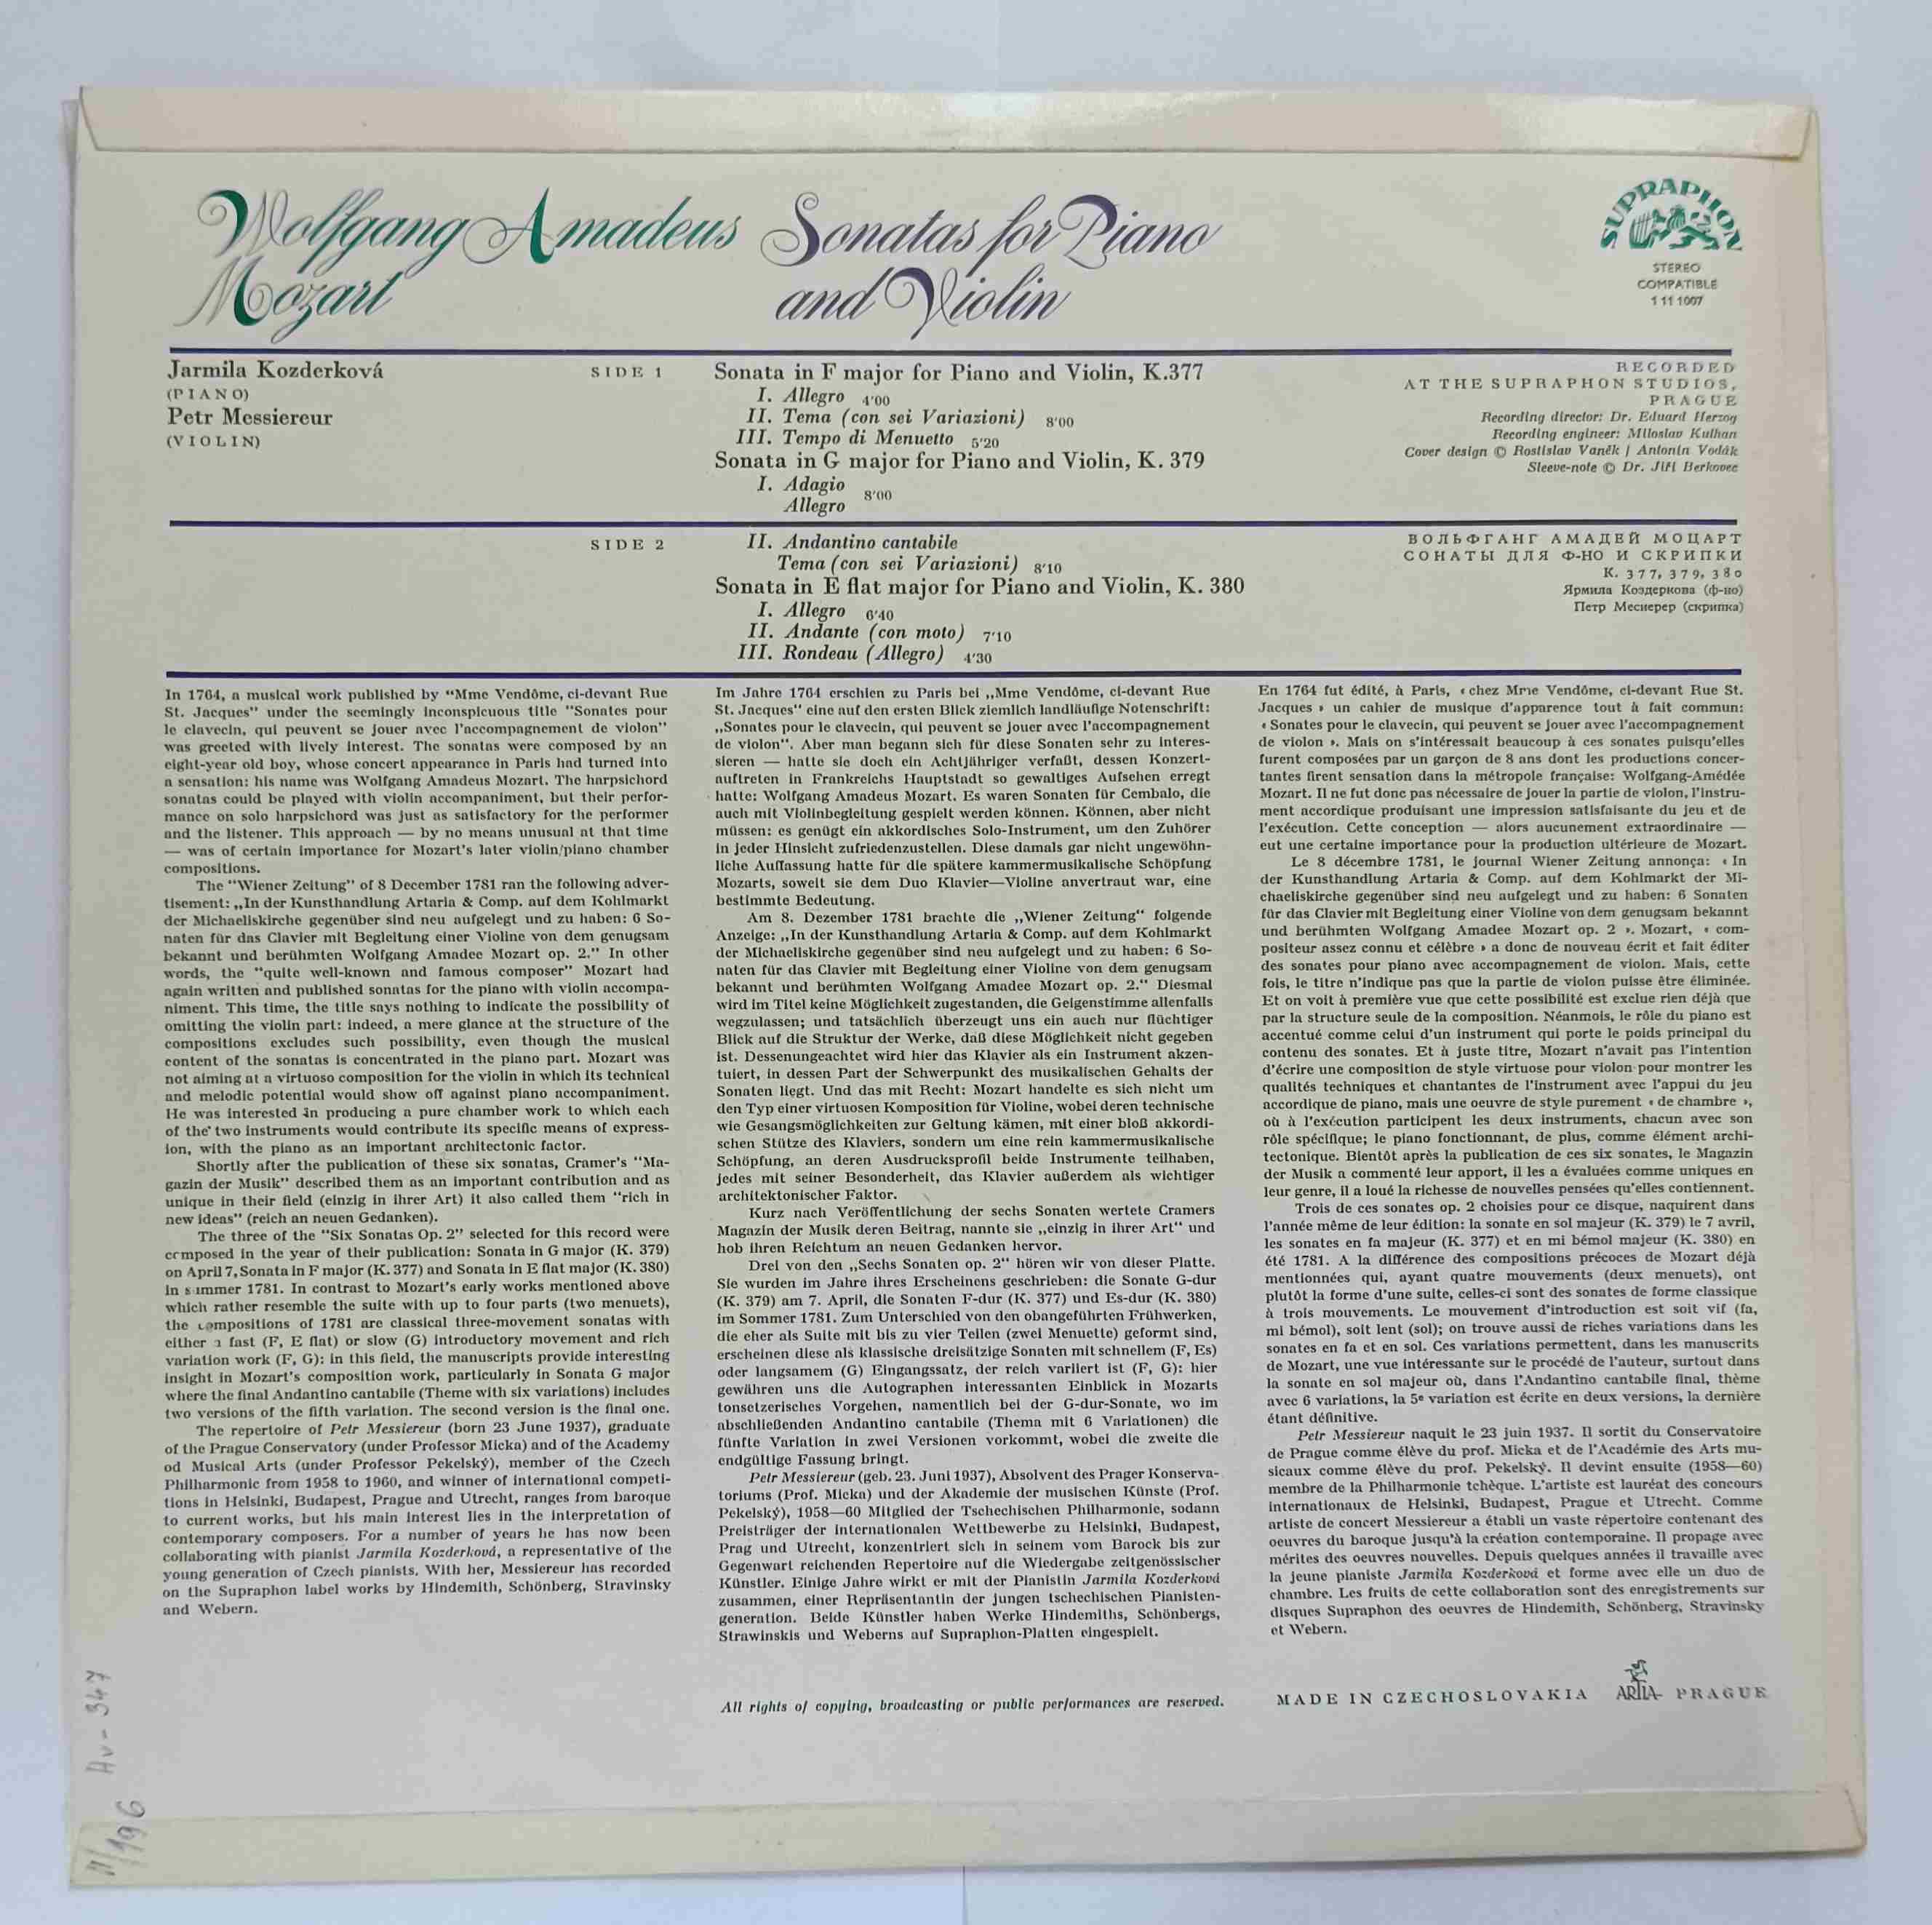 Wolfgang Amadeus
Mozart
Sonatas for Piano
and Violin
SUPRAPHON
STEREO
COMPATIBLE
1 11 1007
Jarmila Kozderková
(PIANO)
Petr Messiereur
(VIOLIN)
SIDE 1
Sonata in F major for Piano and Violin, K.377
I. Allegro 4'00
II. Tema (con sei Variazioni) 8'00
III. Tempo di Menuetto 5'20
Sonata in G major for Piano and Violin, K. 379
I. Adagio
Allegro 8'00
RECORDED
AT THE SUPRAPHON STUDIOS,
PRAGUE
Recording director: Dr. Eduard Herzog
Recording engineer: Miloslav Kulhan
Cover design © Rostislav Vaněk / Antonín Vodák
Sleeve-note © Dr. Jiří Berkovec
SIDE 2
II. Andantino cantabile
Tema (con sei Variazioni) 8'10
Sonata in E flat major for Piano and Violin, K. 380
I. Allegro 6'40
II. Andante (con moto) 7'10
III. Rondeau (Allegro) 4'30
ВОЛЬФГАНГ АМАДЕЙ МОЦАРТ
СОНАТЫ ДЛЯ Ф-НО И СКРИПКИ
К. 377, 379, 380
Ярмила Коздеркова (ф-но)
Петр Месиерер (скрипка)
In 1764, a musical work published by “Mme Vendôme, ci-devant Rue
St. Jacques” under the seemingly inconspicuous title "Sonates pour
le clavecin, qui peuvent se jouer avec l'accompagnement de violon”
was greeted with lively interest. The sonatas were composed by an
eight-year old boy, whose concert appearance in Paris had turned into
a sensation: his name was Wolfgang Amadeus Mozart. The harpsichord
sonatas could be played with violin accompaniment, but their perfor-
mance on solo harpsichord was just as satisfactory for the performer
and the listener. This approach — by no means unusual at that time
— was of certain importance for Mozart's later violin/piano chamber
compositions.
The “Wiener Zeitung” of 8 December 1781 ran the following adver-
tisement: „In der Kunsthandlung Artaria & Comp. auf dem Kohlmarkt
der Michaeliskirche gegenüber sind neu aufgelegt und zu haben: 6 So-
naten für das Clavier mit Begleitung einer Violine von dem genugsam
bekannt und berühmten Wolfgang Amadee Mozart op. 2.” In other
words, the “quite well-known and famous composer” Mozart had
again written and published sonatas for the piano with violin accompa-
niment. This time, the title says nothing to indicate the possibility of
omitting the violin part: indeed, a mere glance at the structure of the
compositions excludes such possibility, even though the musical
content of the sonatas is concentrated in the piano part. Mozart was
not aiming at a virtuoso composition for the violin in which its technical
and melodic potential would show off against piano accompaniment.
He was interested in producing a pure chamber work to which each
of the two instruments would contribute its specific means of express-
ion, with the piano as an important architectonic factor.
Shortly after the publication of these six sonatas, Cramer's “Ma-
gazin der Musik” described them as an important contribution and as
unique in their field (einzig in ihrer Art) it also called them “rich in
new ideas” (reich an neuen Gedanken).
The three of the “Six Sonatas Op. 2” selected for this record were
composed in the year of their publication: Sonata in G major (K. 379)
on April 7, Sonata in F major (K. 377) and Sonata in E flat major (K. 380)
in summer 1781. In contrast to Mozart's early works mentioned above
which rather resemble the suite with up to four parts (two menuets),
the compositions of 1781 are classical three-movement sonatas with
either a fast (F, E flat) or slow (G) introductory movement and rich
variation work (F, G): in this field, the manuscripts provide interesting
insight in Mozart's composition work, particularly in Sonata G major
where the final Andantino cantabile (Theme with six variations) includes
two versions of the fifth variation. The second version is the final one.
The repertoire of Petr Messiereur (born 23 June 1937), graduate
of the Prague Conservatory (under Professor Micka) and of the Academy
od Musical Arts (under Professor Pekelský), member of the Czech
Philharmonic from 1958 to 1960, and winner of international competi-
tions in Helsinki, Budapest, Prague and Utrecht, ranges from baroque
to current works, but his main interest lies in the interpretation of
contemporary composers. For a number of years he has now been
collaborating with pianist Jarmila Kozderková, a representative of the
young generation of Czech pianists. With her, Messiereur has recorded
on the Supraphon label works by Hindemith, Schönberg, Stravinsky
and Webern.
Im Jahre 1764 erschien zu Paris bei „Mme Vendôme, ci-devant Rue
St. Jacques“ eine auf den ersten Blick ziemlich landläufige Notenschrift:
„Sonates pour le clavecin, qui peuvent se jouer avec l'accompagnement
de violon“. Aber man begann sich für diese Sonaten sehr zu interes-
sieren — hatte sie doch ein Achtjähriger verfaßt, dessen Konzert-
auftreten in Frankreichs Hauptstadt so gewaltiges Aufsehen erregt
hatte: Wolfgang Amadeus Mozart. Es waren Sonaten für Cembalo, die
auch mit Violinbegleitung gespielt werden können. Können, aber nicht
müssen: es genügt ein akkordisches Solo-Instrument, um den Zuhörer
in jeder Hinsicht zufriedenzustellen. Diese damals gar nicht ungewöhn-
liche Auffassung hatte für die spätere kammermusikalische Schöpfung
Mozarts, soweit sie dem Duo Klavier—Violine anvertraut war, eine
bestimmte Bedeutung.
Am 8. Dezember 1781 brachte die „Wiener Zeitung“ folgende
Anzeige: „In der Kunsthandlung Artaria & Comp. auf dem Kohlmarkt
der Michaeliskirche gegenüber sind neu aufgelegt und zu haben: 6 So-
naten für das Clavier mit Begleitung einer Violine von dem genugsam
bekannt und berühmten Wolfgang Amadee Mozart op. 2.“ Diesmal
wird im Titel keine Möglichkeit zugestanden, die Geigenstimme allenfalls
wegzulassen; und tatsächlich überzeugt uns ein auch nur flüchtiger
Blick auf die Struktur der Werke, daß diese Möglichkeit nicht gegeben
ist. Dessenungeachtet wird hier das Klavier als ein Instrument akzen-
tuiert, in dessen Part der Schwerpunkt des musikalischen Gehalts der
Sonaten liegt. Und das mit Recht: Mozart handelte es sich nicht um
den Typ einer virtuosen Komposition für Violine, wobei deren technische
wie Gesangsmöglichkeiten zur Geltung kämen, mit einer bloß akkordi-
schen Stütze des Klaviers, sondern um eine rein kammermusikalische
Schöpfung, an deren Ausdrucksprofil beide Instrumente teilhaben,
jedes mit seiner Besonderheit, das Klavier außerdem als wichtiger
architektonischer Faktor.
Kurz nach Veröffentlichung der sechs Sonaten wertete Cramers
Magazin der Musik deren Beitrag, nannte sie „einzig in ihrer Art“ und
hob ihren Reichtum an neuen Gedanken hervor.
Drei von den „Sechs Sonaten op. 2“ hören wir von dieser Platte.
Sie wurden im Jahre ihres Erscheinens geschrieben: die Sonate G-dur
(K. 379) am 7. April, die Sonaten F-dur (K. 377) und Es-dur (K. 380)
im Sommer 1781. Zum Unterschied von den obangeführten Frühwerken,
die eher als Suite mit bis zu vier Teilen (zwei Menuette) geformt sind,
erscheinen diese als klassische dreisätzige Sonaten mit schnellem (F, Es)
oder langsamem (G) Eingangssatz, der reich variiert ist (F, G): hier
gewähren uns die Autographen interessanten Einblick in Mozarts
tonsetzerisches Vorgehen, namentlich bei der G-dur-Sonate, wo im
abschließenden Andantino cantabile (Thema mit 6 Variationen) die
fünfte Variation in zwei Versionen vorkommt, wobei die zweite die
endgültige Fassung bringt.
Petr Messiereur (geb. 23. Juni 1937), Absolvent des Prager Konserva-
toriums (Prof. Micka) und der Akademie der musischen Künste (Prof.
Pekelský), 1958—60 Mitglied der Tschechischen Philharmonie, sodann
Preisträger der internationalen Wettbewerbe zu Helsinki, Budapest,
Prag und Utrecht, konzentriert sich in seinem vom Barock bis zur
Gegenwart reichenden Repertoire auf die Wiedergabe zeitgenössischer
Künstler. Einige Jahre wirkt er mit der Pianistin Jarmila Kozderková
zusammen, einer Repräsentantin der jungen tschechischen Pianisten-
generation. Beide Künstler haben Werke Hindemiths, Schönbergs,
Strawinskis und Weberns auf Supraphon-Platten eingespielt.
En 1764 fut édité, à Paris, « chez Mme Vendôme, ci-devant Rue St.
Jacques » un cahier de musique d'apparence tout à fait commun:
« Sonates pour le clavecin, qui peuvent se jouer avec l'accompagnement
de violon ». Mais on s'intéressait beaucoup à ces sonates puisqu'elles
furent composées par un garçon de 8 ans dont les productions concer-
tantes firent sensation dans la métropole française: Wolfgang-Amédée
Mozart. Il ne fut donc pas nécessaire de jouer la partie de violon, l'instru-
ment accordique produisant une impression satisfaisante du jeu et de
l'exécution. Cette conception — alors aucunement extraordinaire —
eut une certaine importance pour la production ultérieure de Mozart.
Le 8 décembre 1781, le journal Wiener Zeitung annonça: « In
der Kunsthandlung Artaria & Comp. auf dem Kohlmarkt der Mi-
chaeliskirche gegenüber sind neu aufgelegt und zu haben: 6 Sonaten
für das Clavier mit Begleitung einer Violine von dem genugsam bekannt
und berühmten Wolfgang Amadee Mozart op. 2 ». Mozart, « com-
positeur assez connu et célèbre » a donc de nouveau écrit et fait éditer
des sonates pour piano avec accompagnement de violon. Mais, cette
fois, le titre n'indique pas que la partie de violon puisse être éliminée.
Et on voit à première vue que cette possibilité est exclue rien déjà que
par la structure seule de la composition. Néanmois, le rôle du piano est
accentué comme celui d'un instrument qui porte le poids principal du
contenu des sonates. Et à juste titre, Mozart n'avait pas l'intention
d'écrire une composition de style virtuose pour violon pour montrer les
qualités techniques et chantantes de l'instrument avec l'appui du jeu
accordique de piano, mais une oeuvre de style purement « de chambre »,
où à l'exécution participent les deux instruments, chacun avec son
rôle spécifique; le piano fonctionnant, de plus, comme élément archi-
tectonique. Bientôt après la publication de ces six sonates, le Magazin
der Musik a commenté leur apport, il les a évaluées comme uniques en
leur genre, il a loué la richesse de nouvelles pensées qu'elles contiennent.
Trois de ces sonates op. 2 choisies pour ce disque, naquirent dans
l'année même de leur édition: la sonate en sol majeur (K. 379) le 7 avril,
les sonates en fa majeur (K. 377) et en mi bémol majeur (K. 380) en
été 1781. A la différence des compositions précoces de Mozart déjà
mentionnées qui, ayant quatre mouvements (deux menuets), ont
plutôt la forme d'une suite, celles-ci sont des sonates de forme classique
à trois mouvements. Le mouvement d'introduction est soit vif (fa,
mi bémol), soit lent (sol); on trouve aussi de riches variations dans les
sonates en fa et en sol. Ces variations permettent, dans les manuscrits
de Mozart, une vue intéressante sur le procédé de l'auteur, surtout dans
la sonate en sol majeur où, dans l'Andantino cantabile final, thème
avec 6 variations, la 5e variation est écrite en deux versions, la dernière
étant définitive.
Petr Messiereur naquit le 23 juin 1937. Il sortit du Conservatoire
de Prague comme élève du prof. Micka et de l'Académie des Arts mu-
sicaux comme élève du prof. Pekelský. Il devint ensuite (1958—60)
membre de la Philharmonie tchèque. L'artiste est lauréat des concours
internationaux de Helsinki, Budapest, Prague et Utrecht. Comme
artiste de concert Messiereur a établi un vaste répertoire contenant des
oeuvres du baroque jusqu'à la création contemporaine. Il propage avec
mérites des oeuvres nouvelles. Depuis quelques années il travaille avec
la jeune pianiste Jarmila Kozderková et forme avec elle un duo de
chambre. Les fruits de cette collaboration sont des enregistrements sur
disques Supraphon des oeuvres de Hindemith, Schönberg, Stravinsky
et Webern.
All rights of copying, broadcasting or public performances are reserved.
MADE IN CZECHOSLOVAKIA
ARTIA PRAGUE
Av-347
II/1996